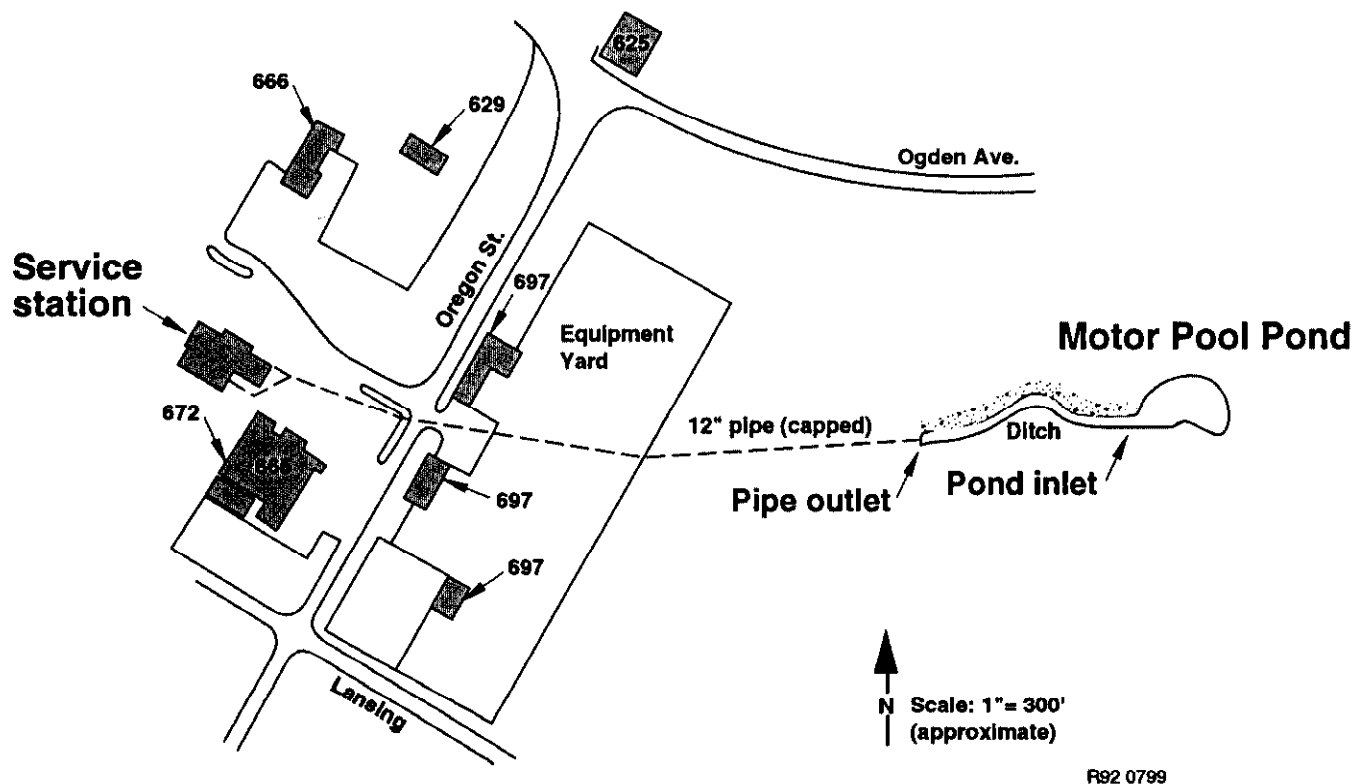 625
666
629
Ogden Ave.
Oregon St.
Service
station
697
Equipment
Yard
Motor Pool Pond
672
12" pipe (capped)
Ditch
Pipe outlet
Pond inlet
697
697
Lansing
N
Scale: 1"= 300'
(approximate)
R92 0799